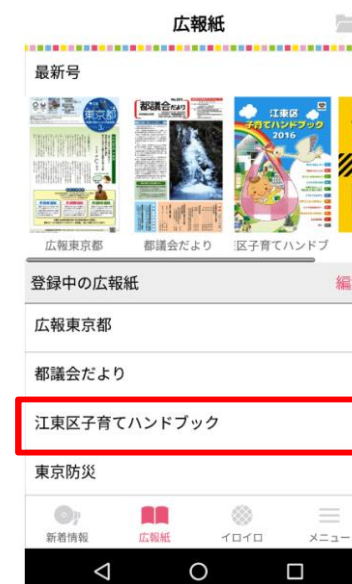 広報紙
最新号
東京都
都議会だより
江東区
子育てハンドブック
2016
広報東京都
都議会だより
区子育てハンドブ
登録中の広報紙
編
広報東京都
都議会だより
江東区子育てハンドブック
東京防災
新着情報
広報紙
イロイロ
メニュー